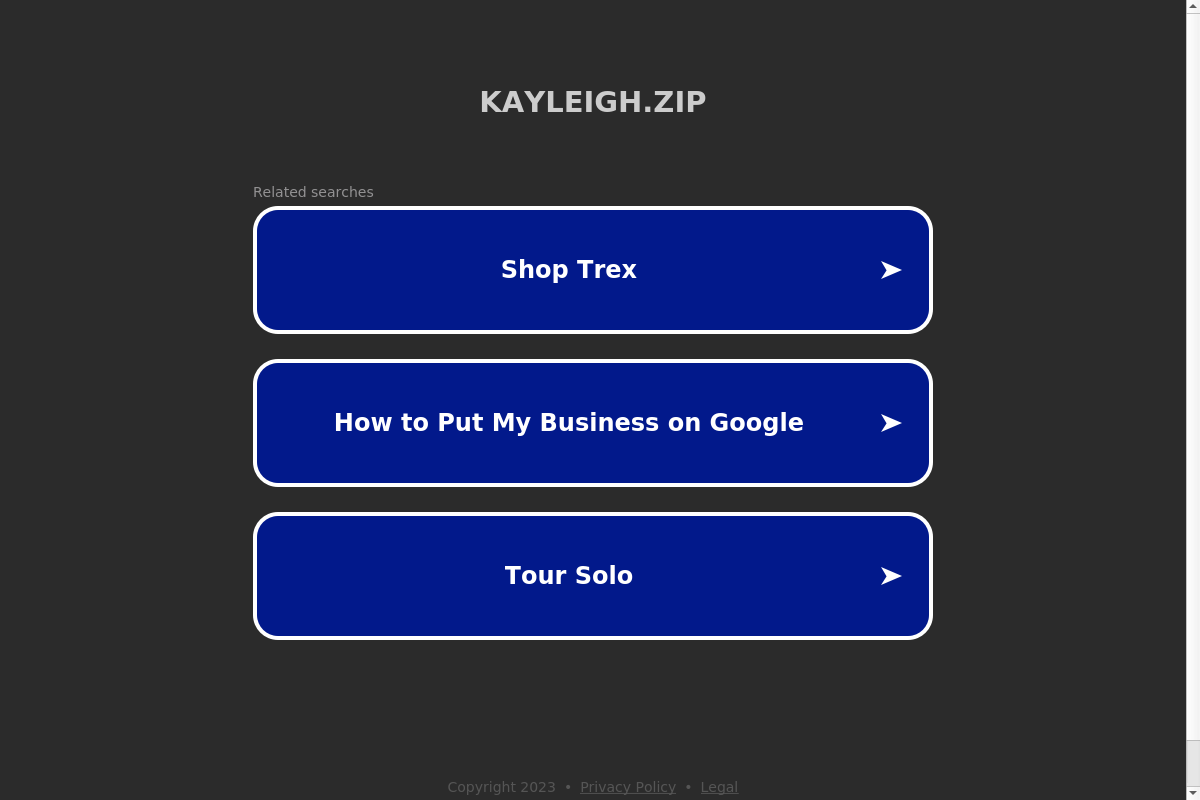 KAYLEIGH.ZIP
Related searches
Shop Trex
How to Put My Business on Google
Tour Solo
Copyright 2023 • Privacy Policy • Legal